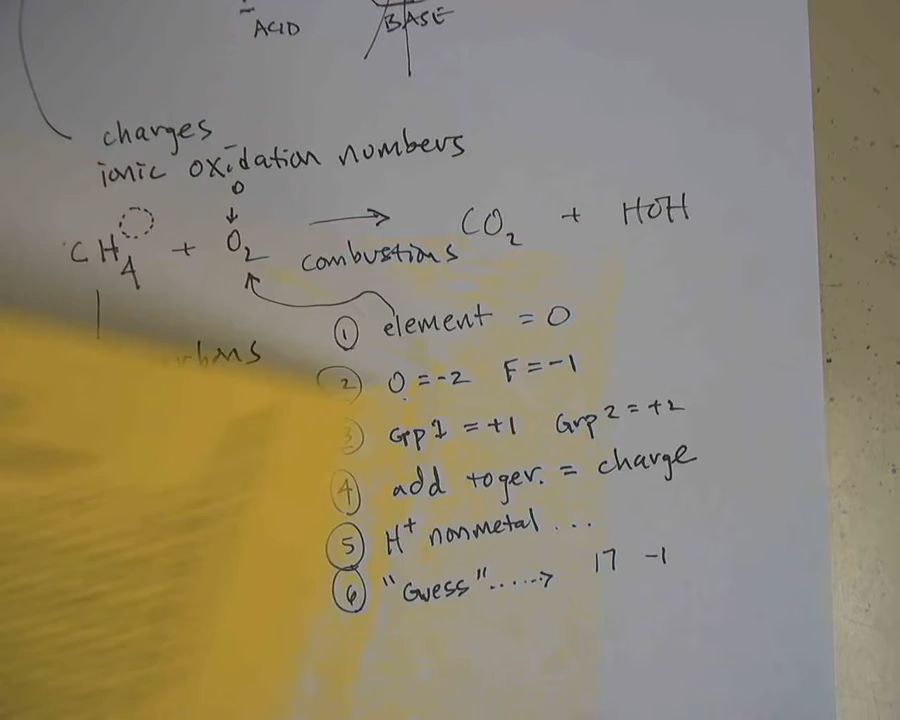 ACID BASE
charges
ionic oxidation numbers
0
CH4 + O2 → CO2 + HOH
combustions
① element = 0
② O = -2 F = -1
③ Grp 1 = +1 Grp 2 = +2
④ add toger. = charge
⑤ H+ nonmetal ...
⑥ "Guess" ......> 17 -1